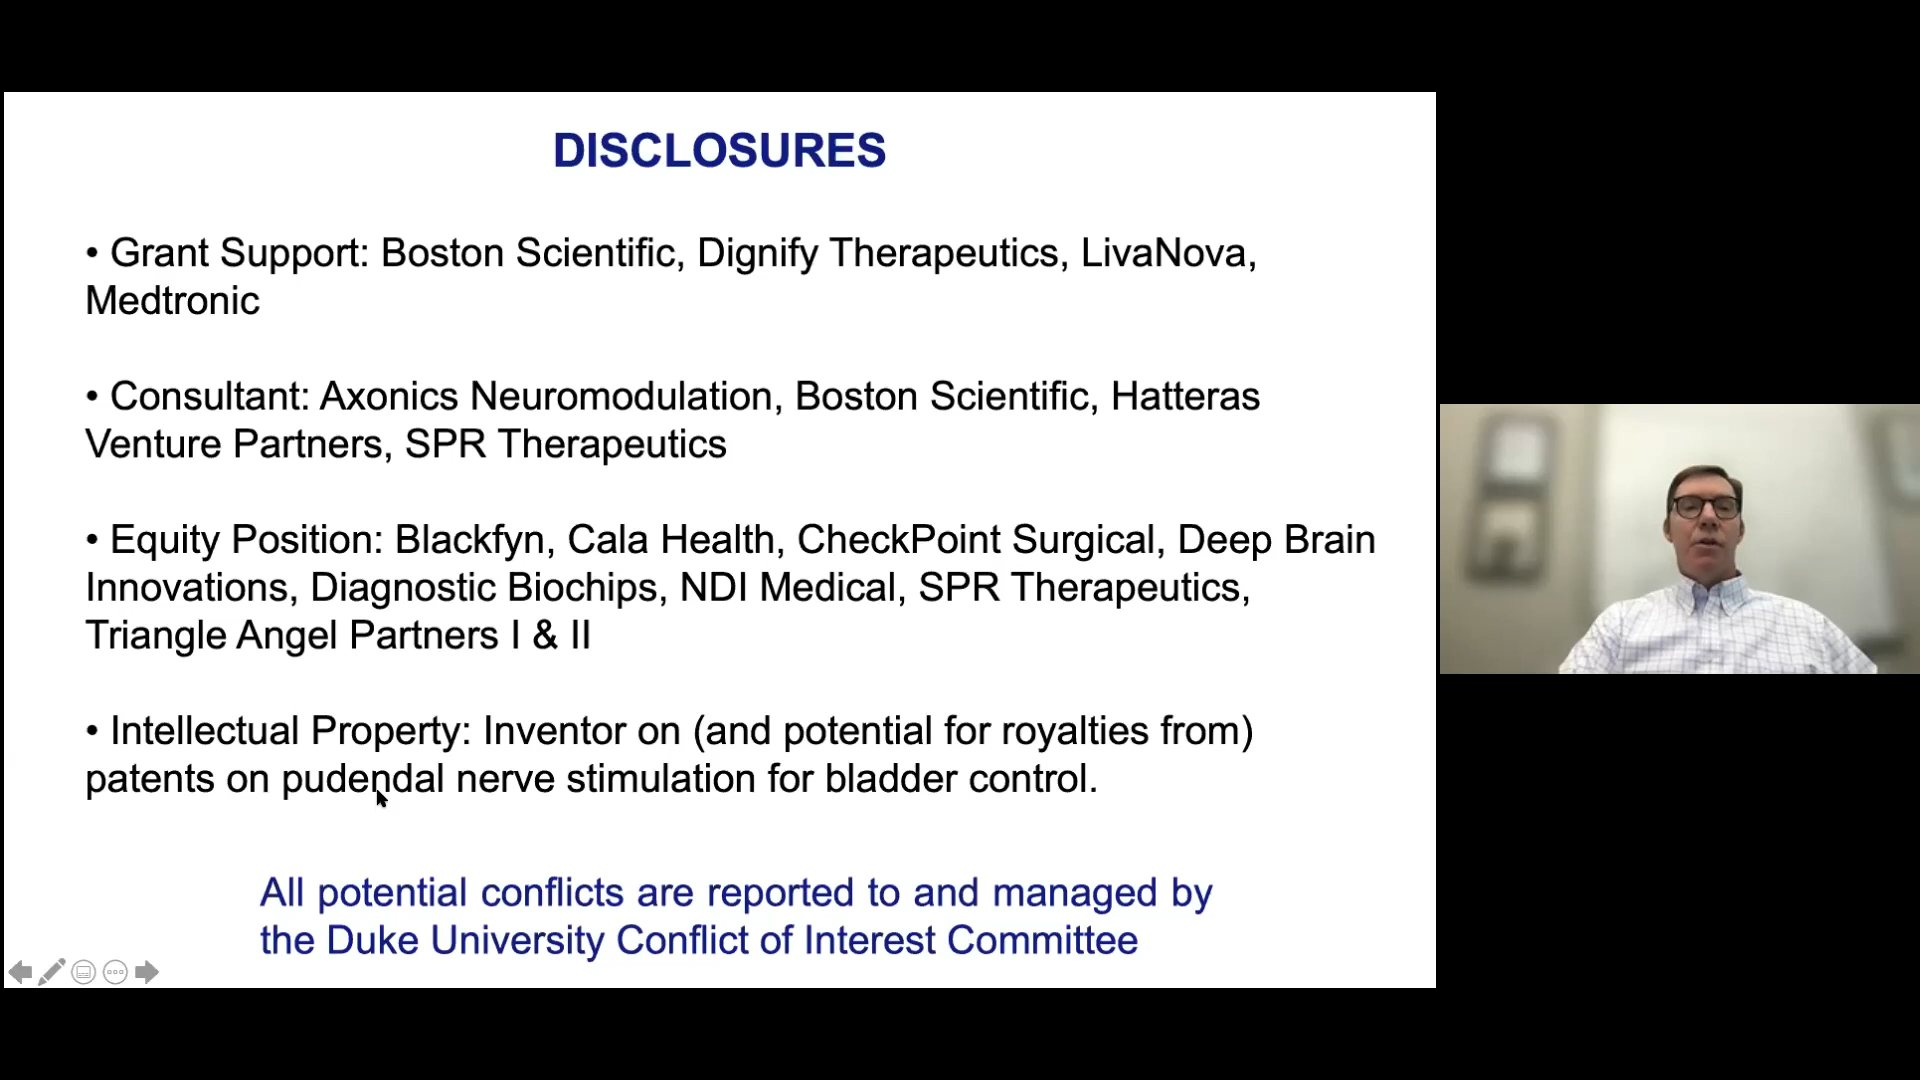 DISCLOSURES
• Grant Support: Boston Scientific, Dignify Therapeutics, LivaNova,
Medtronic
• Consultant: Axonics Neuromodulation, Boston Scientific, Hatteras
Venture Partners, SPR Therapeutics
• Equity Position: Blackfyn, Cala Health, CheckPoint Surgical, Deep Brain
Innovations, Diagnostic Biochips, NDI Medical, SPR Therapeutics,
Triangle Angel Partners I & II
• Intellectual Property: Inventor on (and potential for royalties from)
patents on pudendal nerve stimulation for bladder control.
All potential conflicts are reported to and managed by
the Duke University Conflict of Interest Committee